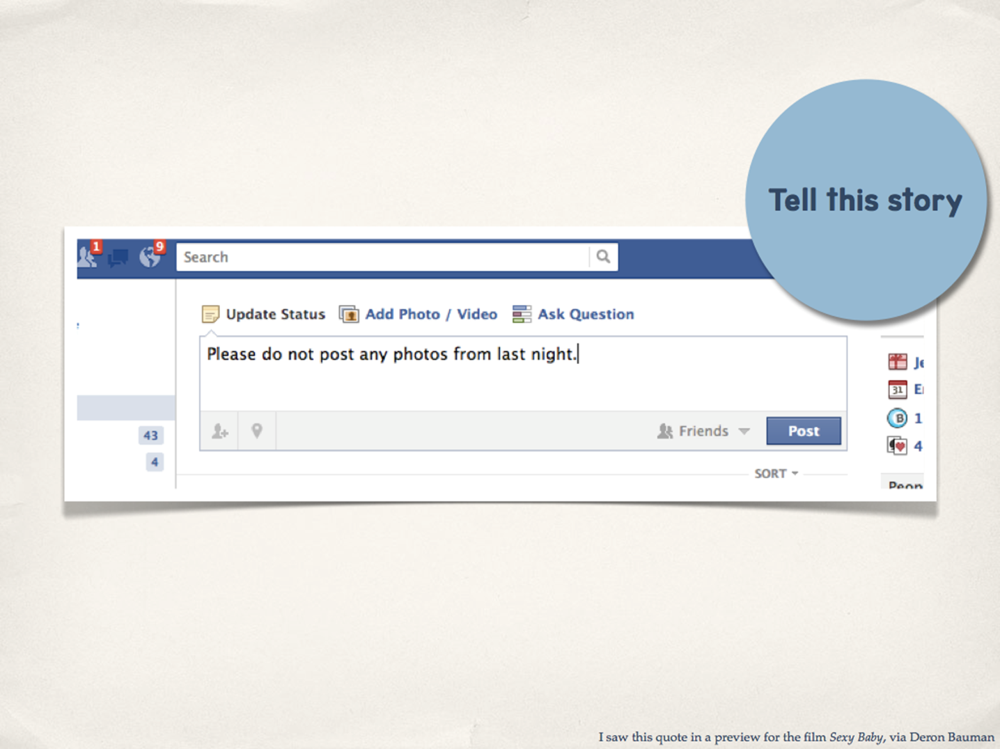 Tell this story
1
9
Search
Update Status Add Photo / Video Ask Question
Please do not post any photos from last night.
Friends Post
SORT
43
4
31
B 1
4
I saw this quote in a preview for the film Sexy Baby, via Deron Bauman